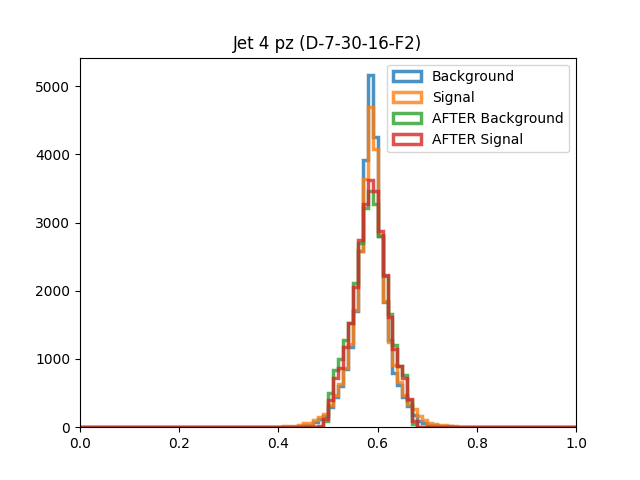 Jet 4 pz (D-7-30-16-F2)
Background
Signal
AFTER Background
AFTER Signal
5000
4000
3000
2000
1000
0
0.0 0.2 0.4 0.6 0.8 1.0